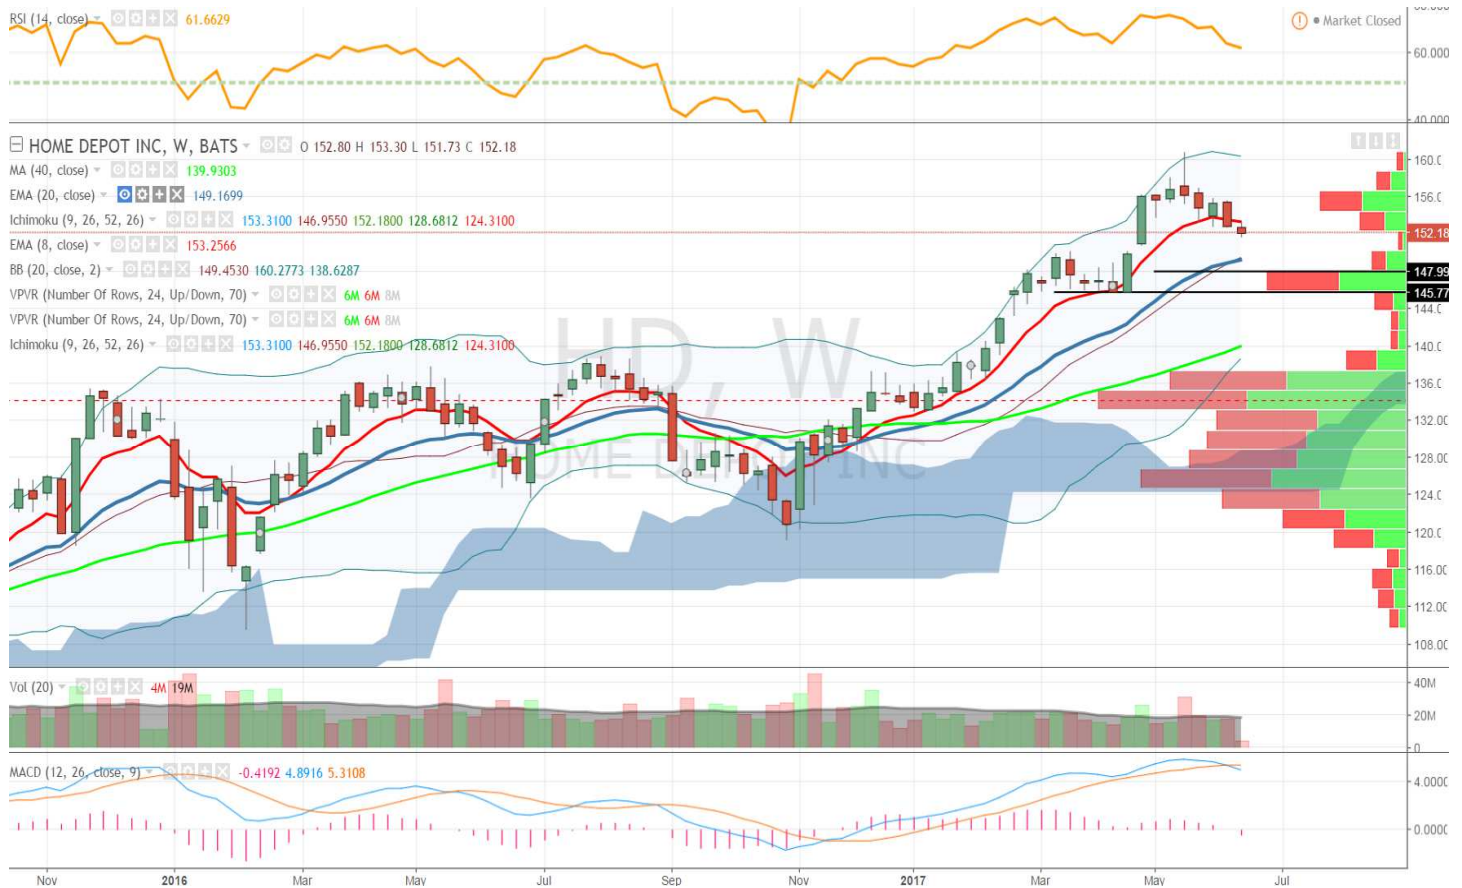 RSI (14, close) 61.6629
! Market Closed
60.000
40.000
HOME DEPOT INC, W, BATS O 152.80 H 153.30 L 151.73 C 152.18
MA (40, close) 139.9303
EMA (20, close) 149.1699
Ichimoku (9, 26, 52, 26) 153.3100 146.9550 152.1800 128.6812 124.3100
EMA (8, close) 153.2566
BB (20, close, 2) 149.4530 160.2773 138.6287
VPVR (Number Of Rows, 24, Up/Down, 70) 6M 6M 8M
VPVR (Number Of Rows, 24, Up/Down, 70) 6M 6M 8M
Ichimoku (9, 26, 52, 26) 153.3100 146.9550 152.1800 128.6812 124.3100
HD, W
HOME DEPOT INC
160.0
156.0
152.18
147.99
145.77
144.0
140.0
136.0
132.0
128.0
124.0
120.0
116.0
112.0
108.0
Vol (20) 4M 19M
40M
20M
0
MACD (12, 26, close, 9) -0.4192 4.8916 5.3108
4.0000
0.0000
Nov 2016 Mar May Jul Sep Nov 2017 Mar May Jul